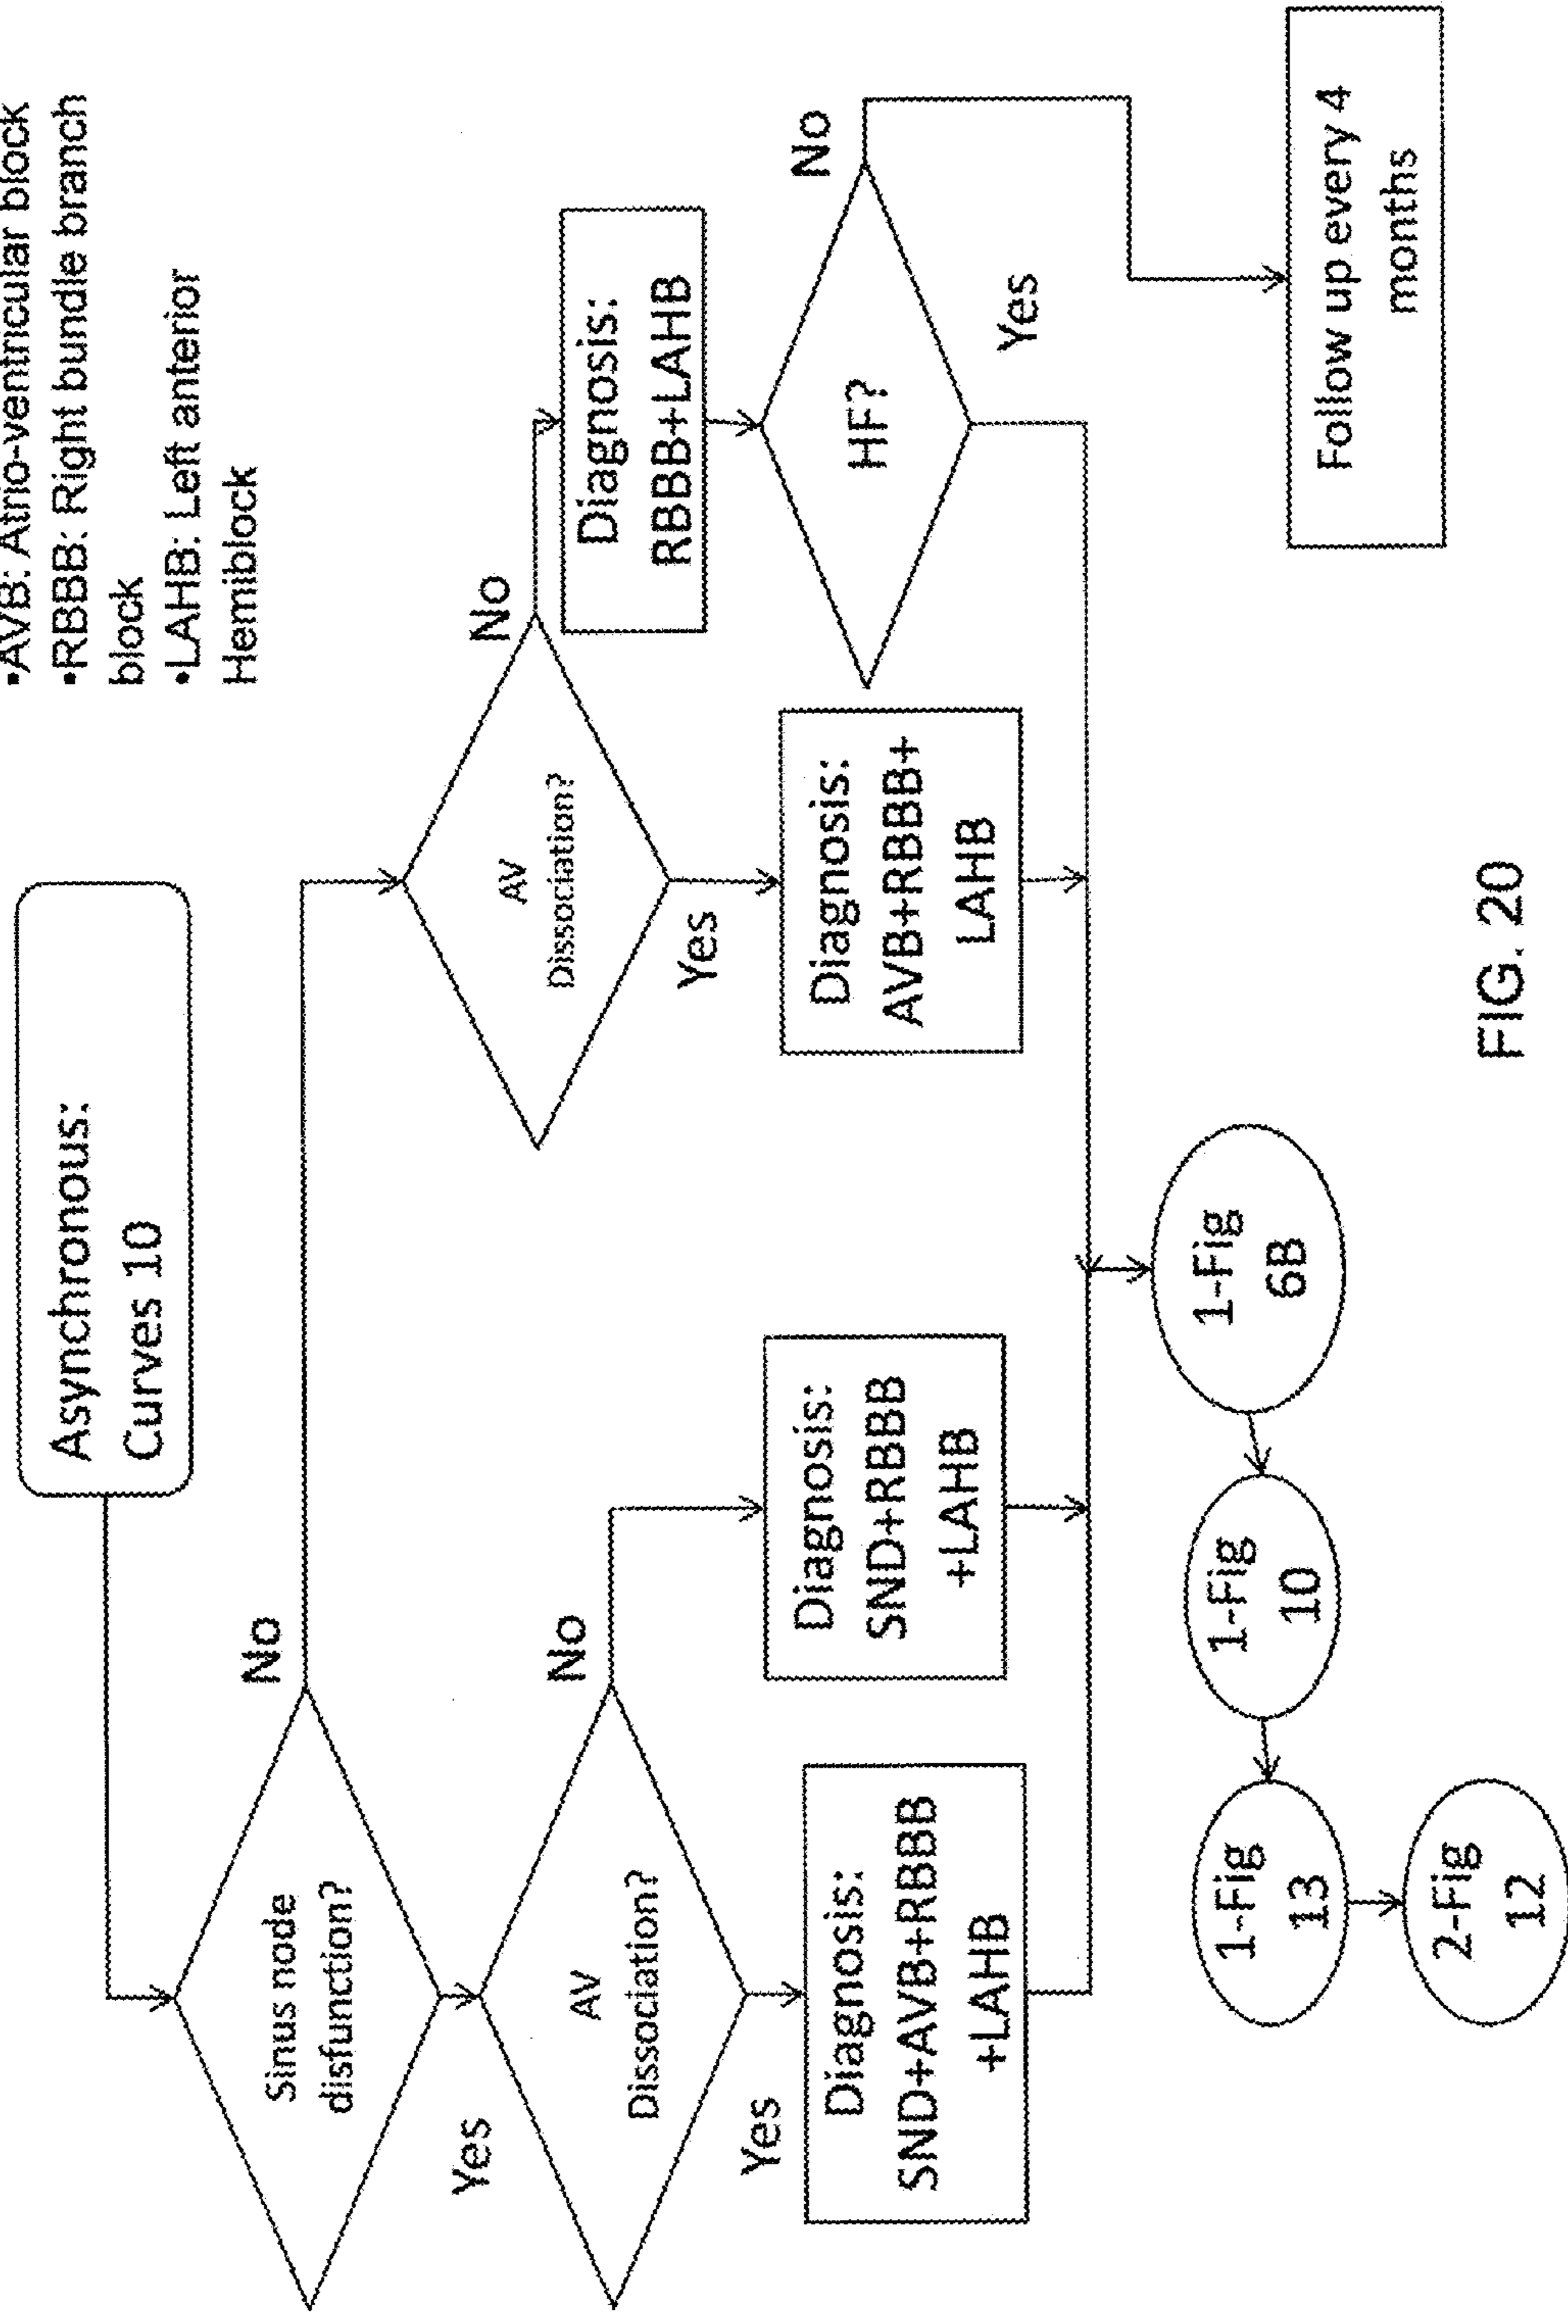 •AVB: Atrio-ventricular block
•RBBB: Right bundle branch
block
•LAHB: Left anterior
Hemiblock
Asynchronous:
Curves 10
Sinus node
disfunction?
No
Yes
AV
Dissociation?
No
Yes
Diagnosis:
SND+AVB+RBBB
+LAHB
Diagnosis:
SND+RBBB
+LAHB
AV
Dissociation?
No
Yes
Diagnosis:
AVB+RBBB+
LAHB
Diagnosis:
RBBB+LAHB
HF?
No
Yes
Follow up every 4
months
1-Fig
6B
1-Fig
10
1-Fig
13
2-Fig
12
FIG. 20